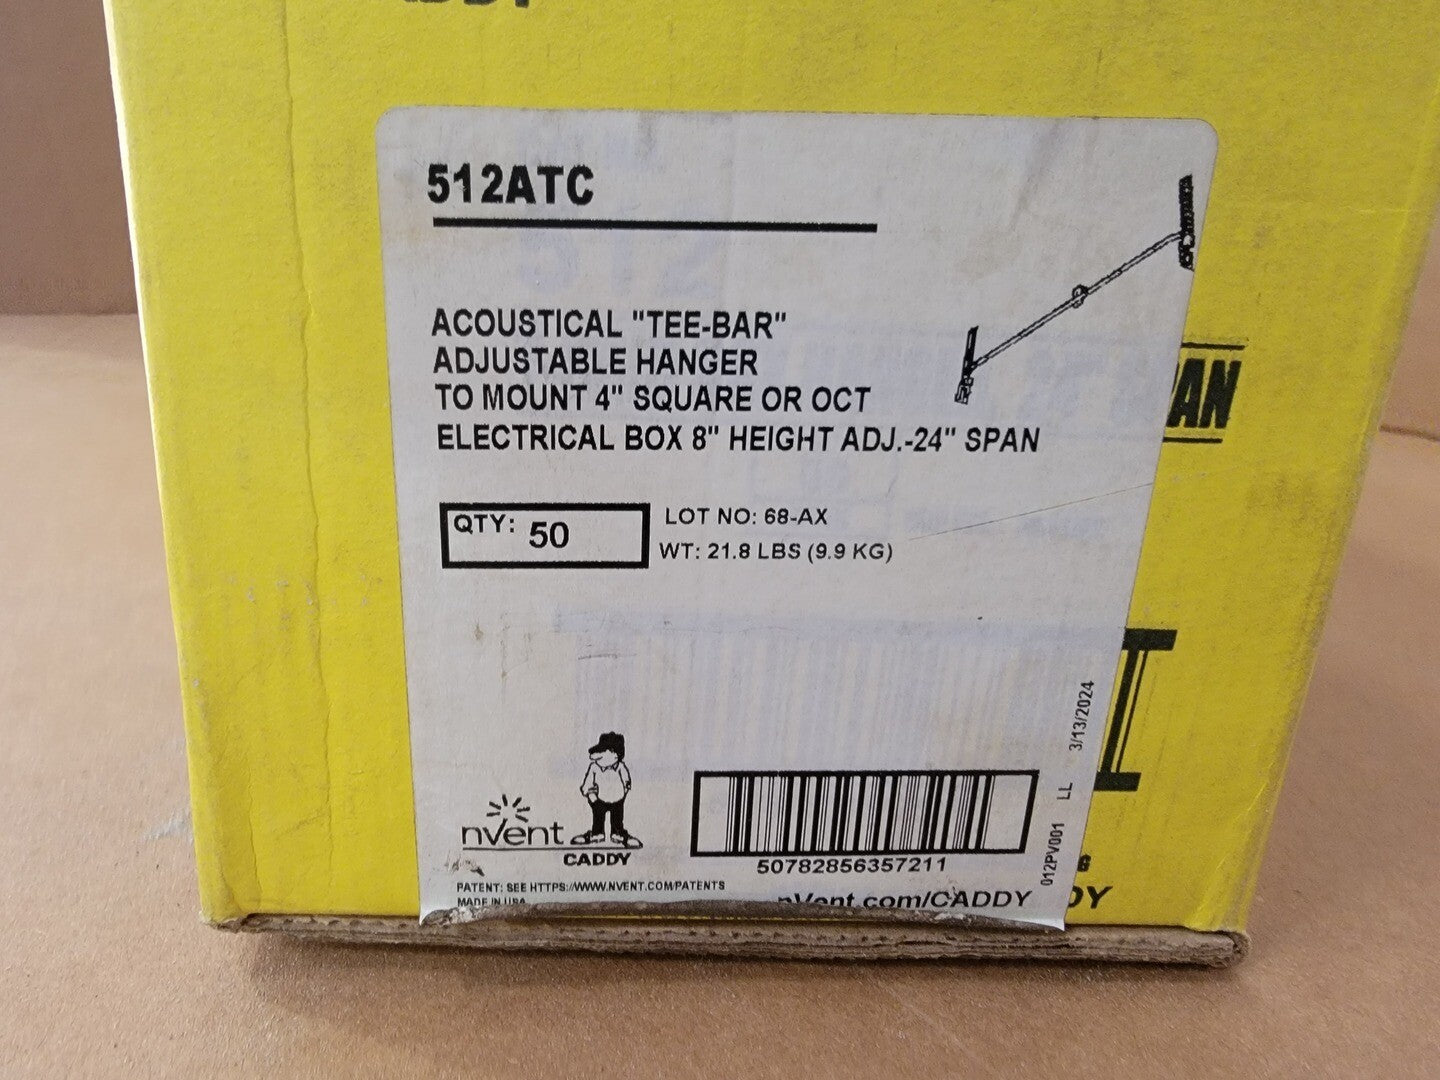 512ATC
ACOUSTICAL "TEE-BAR"
ADJUSTABLE HANGER
TO MOUNT 4" SQUARE OR OCT
ELECTRICAL BOX 8" HEIGHT ADJ.-24" SPAN
QTY: 50
LOT NO: 68-AX
WT: 21.8 LBS (9.9 KG)
nvent
CADDY
50782856357211
012PV001 LL 3/13/2024
PATENT: SEE HTTPS://WWW.NVENT.COM/PATENTS
MADE IN USA
nVent.com/CADDY
PAN
DY